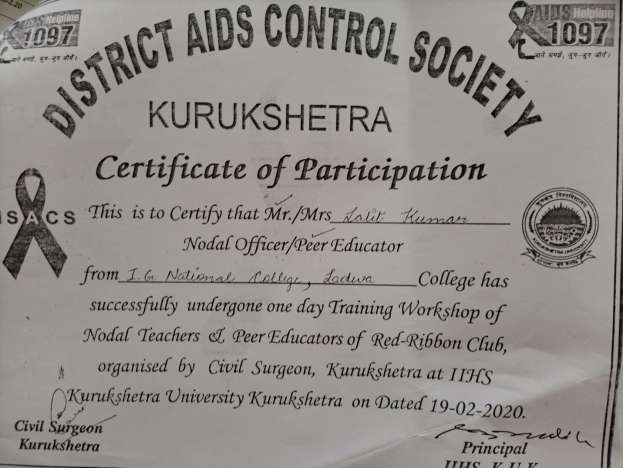 AIDS Helpline
1097
AIDS Helpline
1097
DISTRICT AIDS CONTROL SOCIETY
KURUKSHETRA
Certificate of Participation
SACS
This is to Certify that Mr./Mrs Lalit Kumar
Nodal Officer/Peer Educator
from I.G. National College, Ladwa College has
successfully undergone one day Training Workshop of
Nodal Teachers & Peer Educators of Red-Ribbon Club,
organised by Civil Surgeon, Kurukshetra at IIHS
Kurukshetra University Kurukshetra on Dated 19-02-2020.
Civil Surgeon
Kurukshetra
Principal
IIHS K.U.K